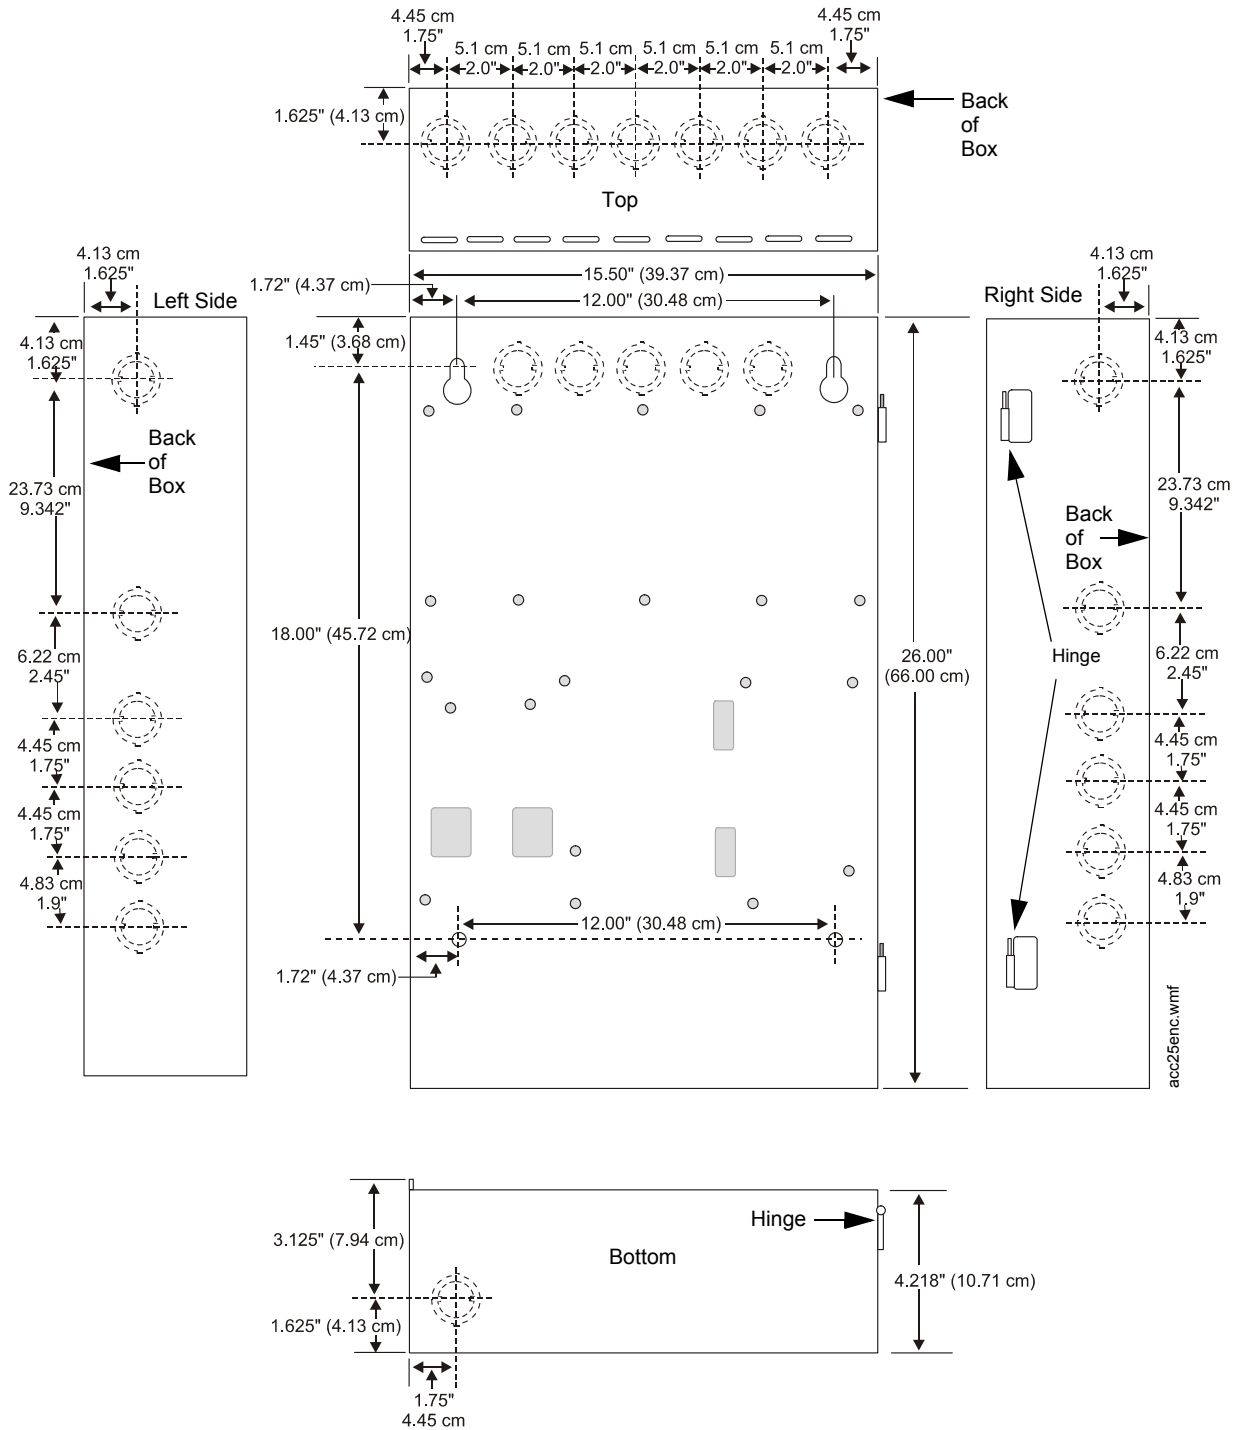 4.45 cm
1.75"
5.1 cm
2.0"
5.1 cm
2.0"
5.1 cm
2.0"
5.1 cm
2.0"
5.1 cm
2.0"
5.1 cm
2.0"
4.45 cm
1.75"
1.625" (4.13 cm)
Back
of
Box
Top
15.50" (39.37 cm)
1.72" (4.37 cm)
12.00" (30.48 cm)
4.13 cm
1.625"
Left Side
4.13 cm
1.625"
Back
of
Box
23.73 cm
9.342"
6.22 cm
2.45"
4.45 cm
1.75"
4.45 cm
1.75"
4.83 cm
1.9"
1.45" (3.68 cm)
18.00" (45.72 cm)
26.00"
(66.00 cm)
12.00" (30.48 cm)
1.72" (4.37 cm)
Right Side
4.13 cm
1.625"
4.13 cm
1.625"
23.73 cm
9.342"
Back
of
Box
Hinge
6.22 cm
2.45"
4.45 cm
1.75"
4.45 cm
1.75"
4.83 cm
1.9"
acc25enc.wmf
3.125" (7.94 cm)
Hinge
Bottom
4.218" (10.71 cm)
1.625" (4.13 cm)
1.75"
4.45 cm